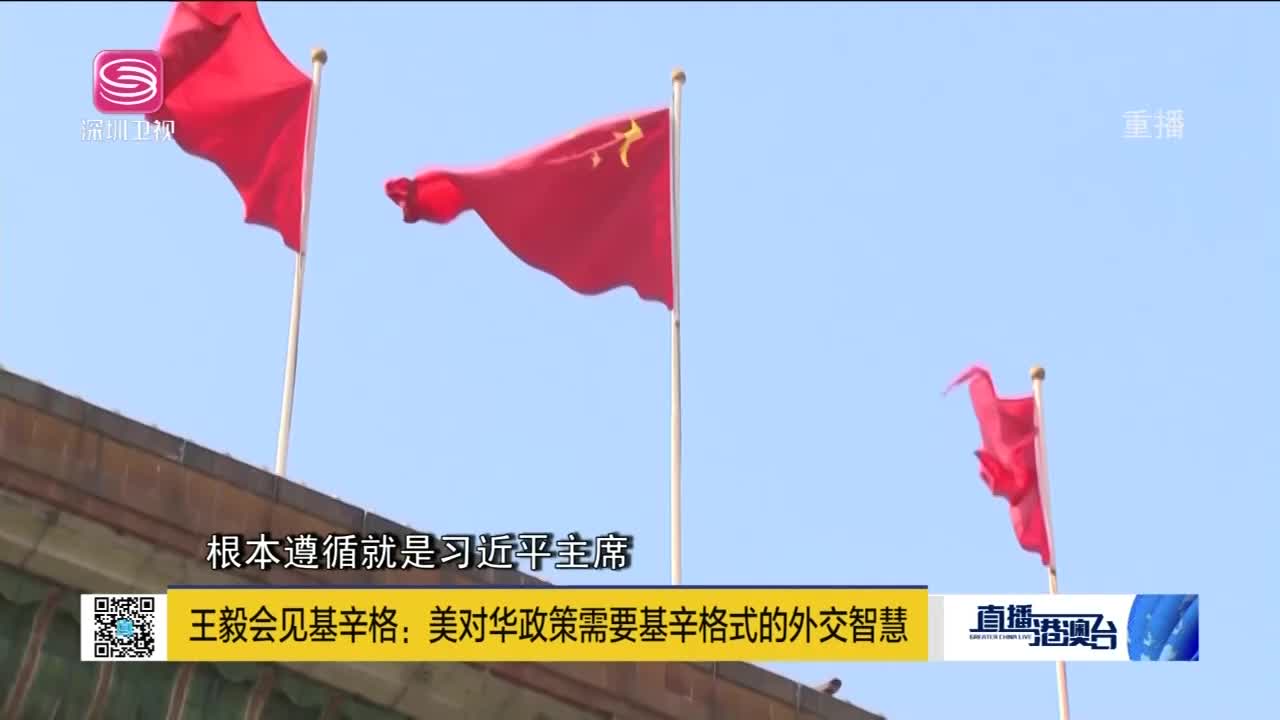 深圳卫视
重播
根本遵循就是习近平主席
王毅会见基辛格：美对华政策需要基辛格式的外交智慧
直播港澳台
GREATER CHINA LIVE